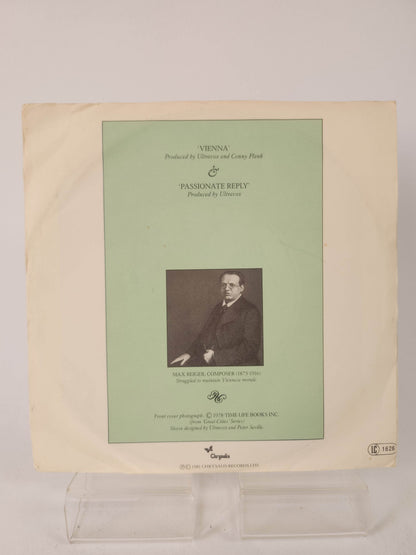 'VIENNA'
Produced by Ultravox and Conny Plank
&
'PASSIONATE REPLY'
Produced by Ultravox
MAX REGER, COMPOSER (1873-1916)
Struggled to maintain Viennese morale
Front cover photograph: © 1978 TIME-LIFE BOOKS INC.
(from 'Great Cities' Series)
Sleeve designed by Ultravox and Peter Saville.
Chrysalis
℗© 1981 CHRYSALIS RECORDS LTD.
LC 1626